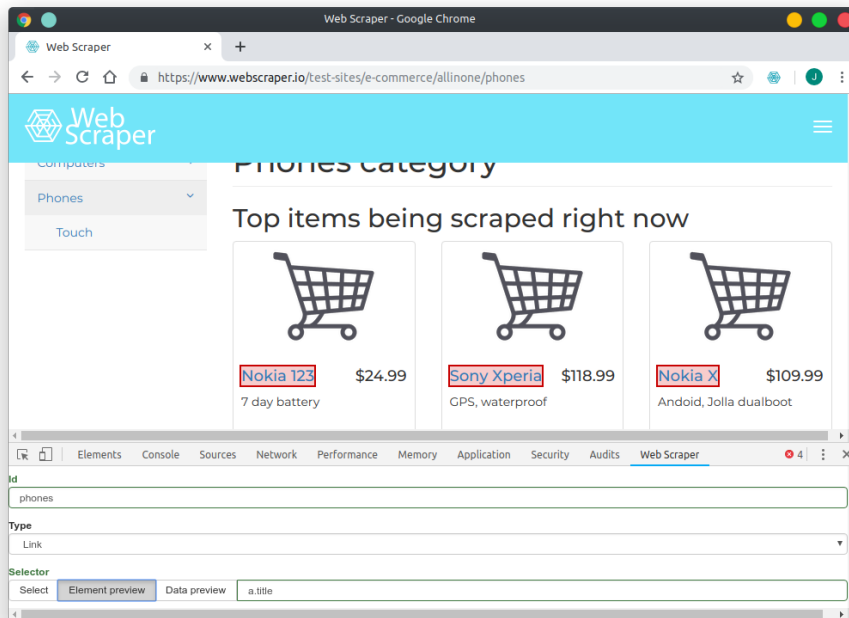 Web Scraper - Google Chrome
Web Scraper × +
https://www.webscraper.io/test-sites/e-commerce/allinone/phones
J
Web
Scraper
Computers
Phones category
Phones
Touch
Top items being scraped right now
Nokia 123 $24.99
7 day battery
Sony Xperia $118.99
GPS, waterproof
Nokia X $109.99
Andoid, Jolla dualboot
Elements Console Sources Network Performance Memory Application Security Audits Web Scraper 4
Id
phones
Type
Link
Selector
Select Element preview Data preview a.title